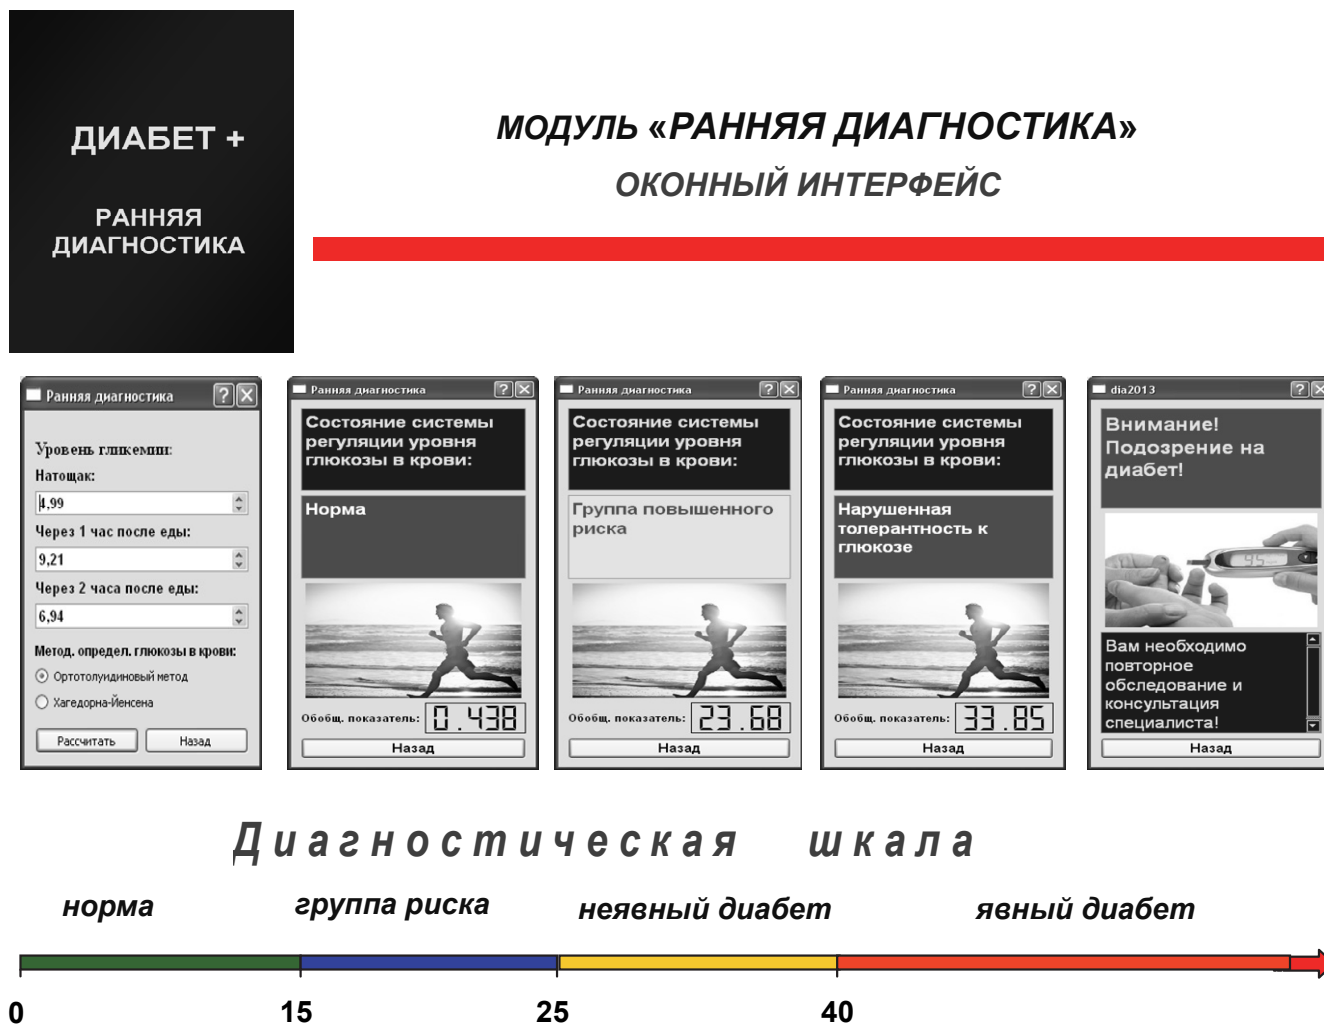 ДИАБЕТ +
РАННЯЯ
ДИАГНОСТИКА
МОДУЛЬ «РАННЯЯ ДИАГНОСТИКА»
ОКОННЫЙ ИНТЕРФЕЙС
Ранняя диагностика
Уровень гликемии:
Натощак:
4,99
Через 1 час после еды:
9,21
Через 2 часа после еды:
6,94
Метод. определ. глюкозы в крови:
Ортотолуидиновый метод
Хагедорна-Йенсена
Рассчитать Назад
Ранняя диагностика
Состояние системы
регуляции уровня
глюкозы в крови:
Норма
Обобщ. показатель: 0.438
Назад
Ранняя диагностика
Состояние системы
регуляции уровня
глюкозы в крови:
Группа повышенного
риска
Обобщ. показатель: 23.68
Назад
Ранняя диагностика
Состояние системы
регуляции уровня
глюкозы в крови:
Нарушенная
толерантность к
глюкозе
Обобщ. показатель: 33.85
Назад
dia2013
Внимание!
Подозрение на
диабет!
9.5
Вам необходимо
повторное
обследование и
консультация
специалиста!
Назад
Диагностическая шкала
норма группа риска неявный диабет явный диабет
0 15 25 40